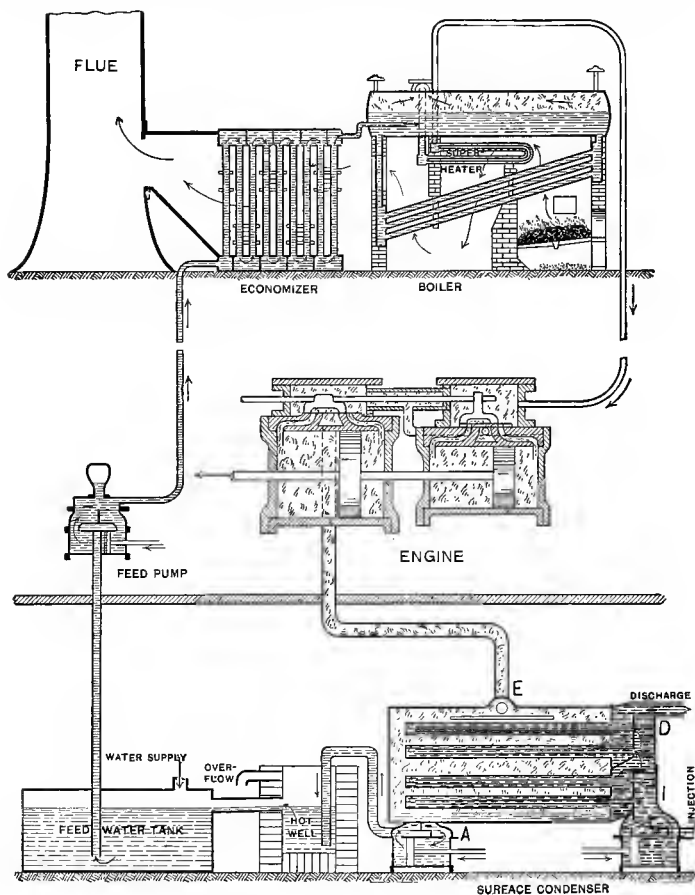 FLUE
SUPER
HEATER
ECONOMIZER
BOILER
ENGINE
FEED PUMP
E
DISCHARGE
D
WATER SUPPLY
OVER-
FLOW
INJECTION
I
HOT
WELL
FEED WATER TANK
A
SURFACE CONDENSER